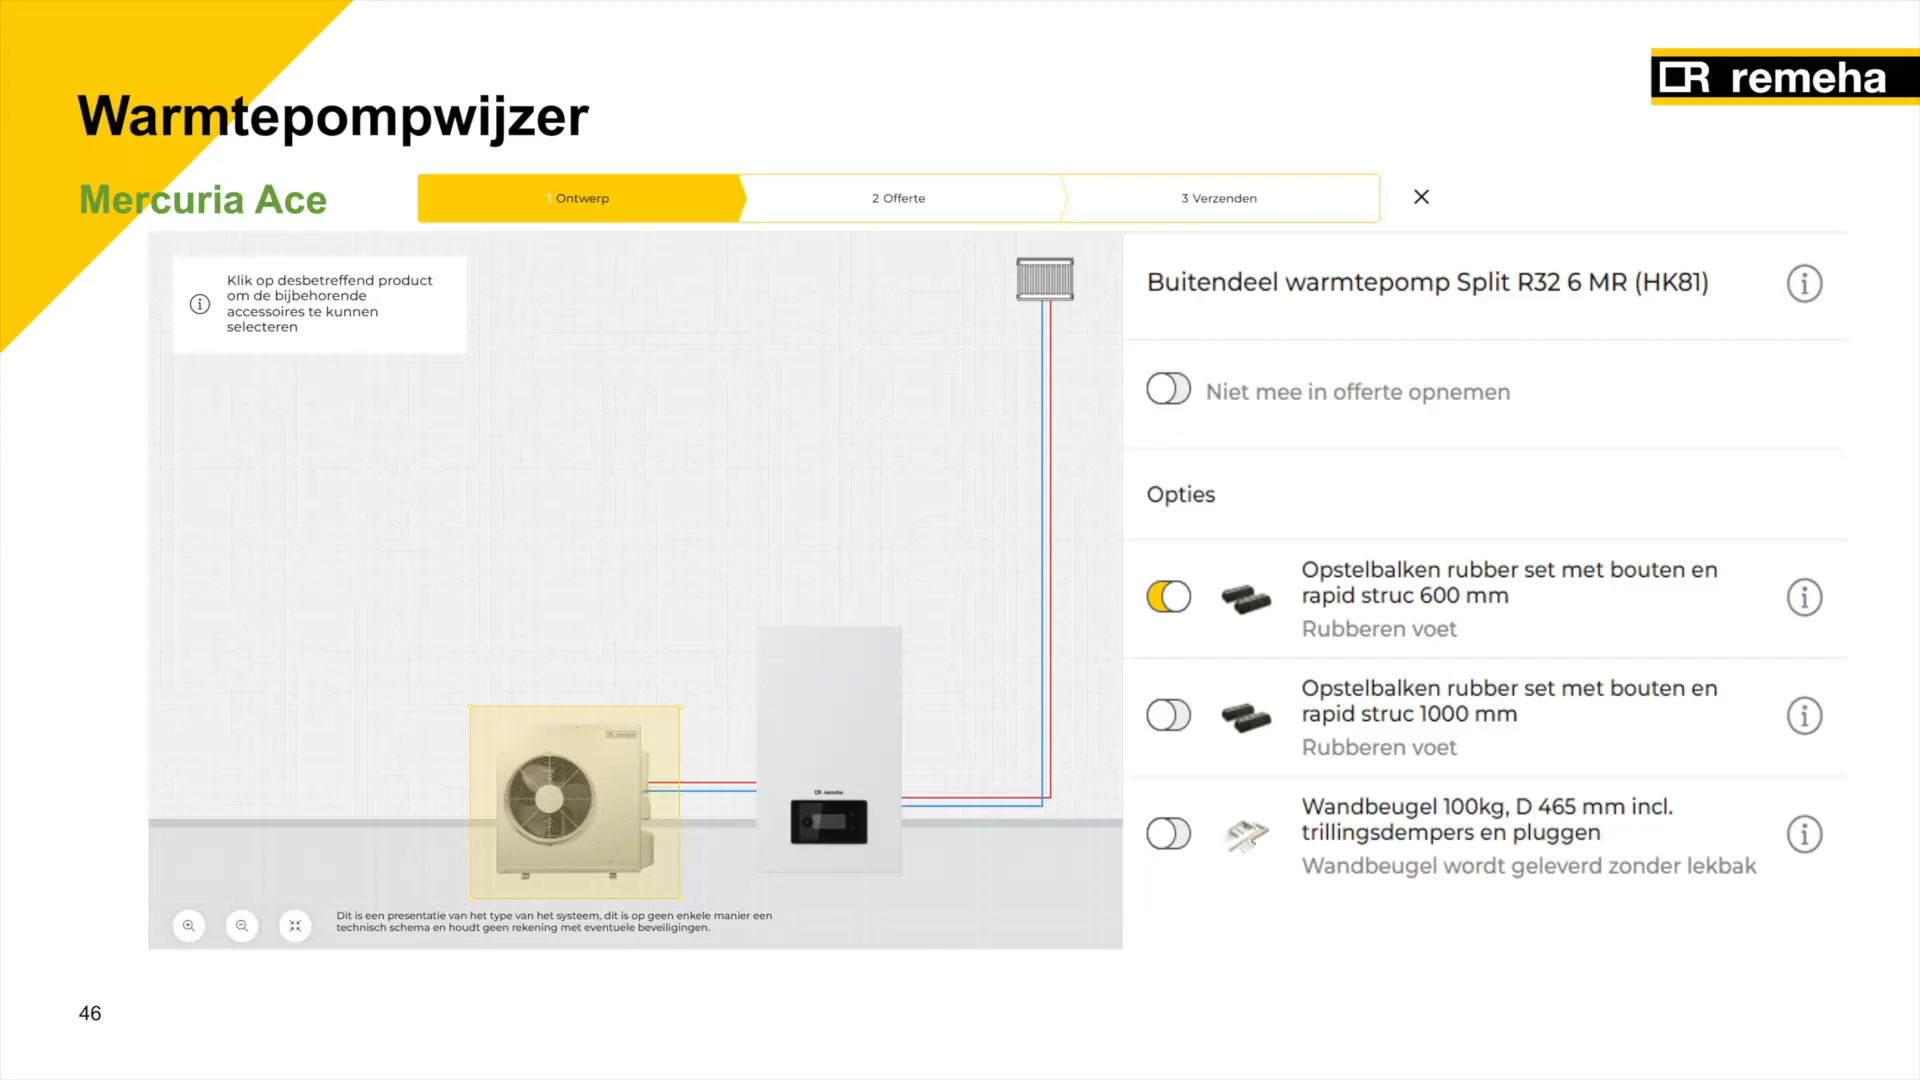 remeha
Warmtepompwijzer
Mercuria Ace
1 Ontwerp
2 Offerte
3 Verzenden
Klik op desbetreffend product
om de bijbehorende
accessoires te kunnen
selecteren
remeha
remeha
Dit is een presentatie van het type van het systeem, dit is op geen enkele manier een
technisch schema en houdt geen rekening met eventuele beveiligingen.
Buitendeel warmtepomp Split R32 6 MR (HK81)
Niet mee in offerte opnemen
Opties
Opstelbalken rubber set met bouten en
rapid struc 600 mm
Rubberen voet
Opstelbalken rubber set met bouten en
rapid struc 1000 mm
Rubberen voet
Wandbeugel 100kg, D 465 mm incl.
trillingsdempers en pluggen
Wandbeugel wordt geleverd zonder lekbak
46